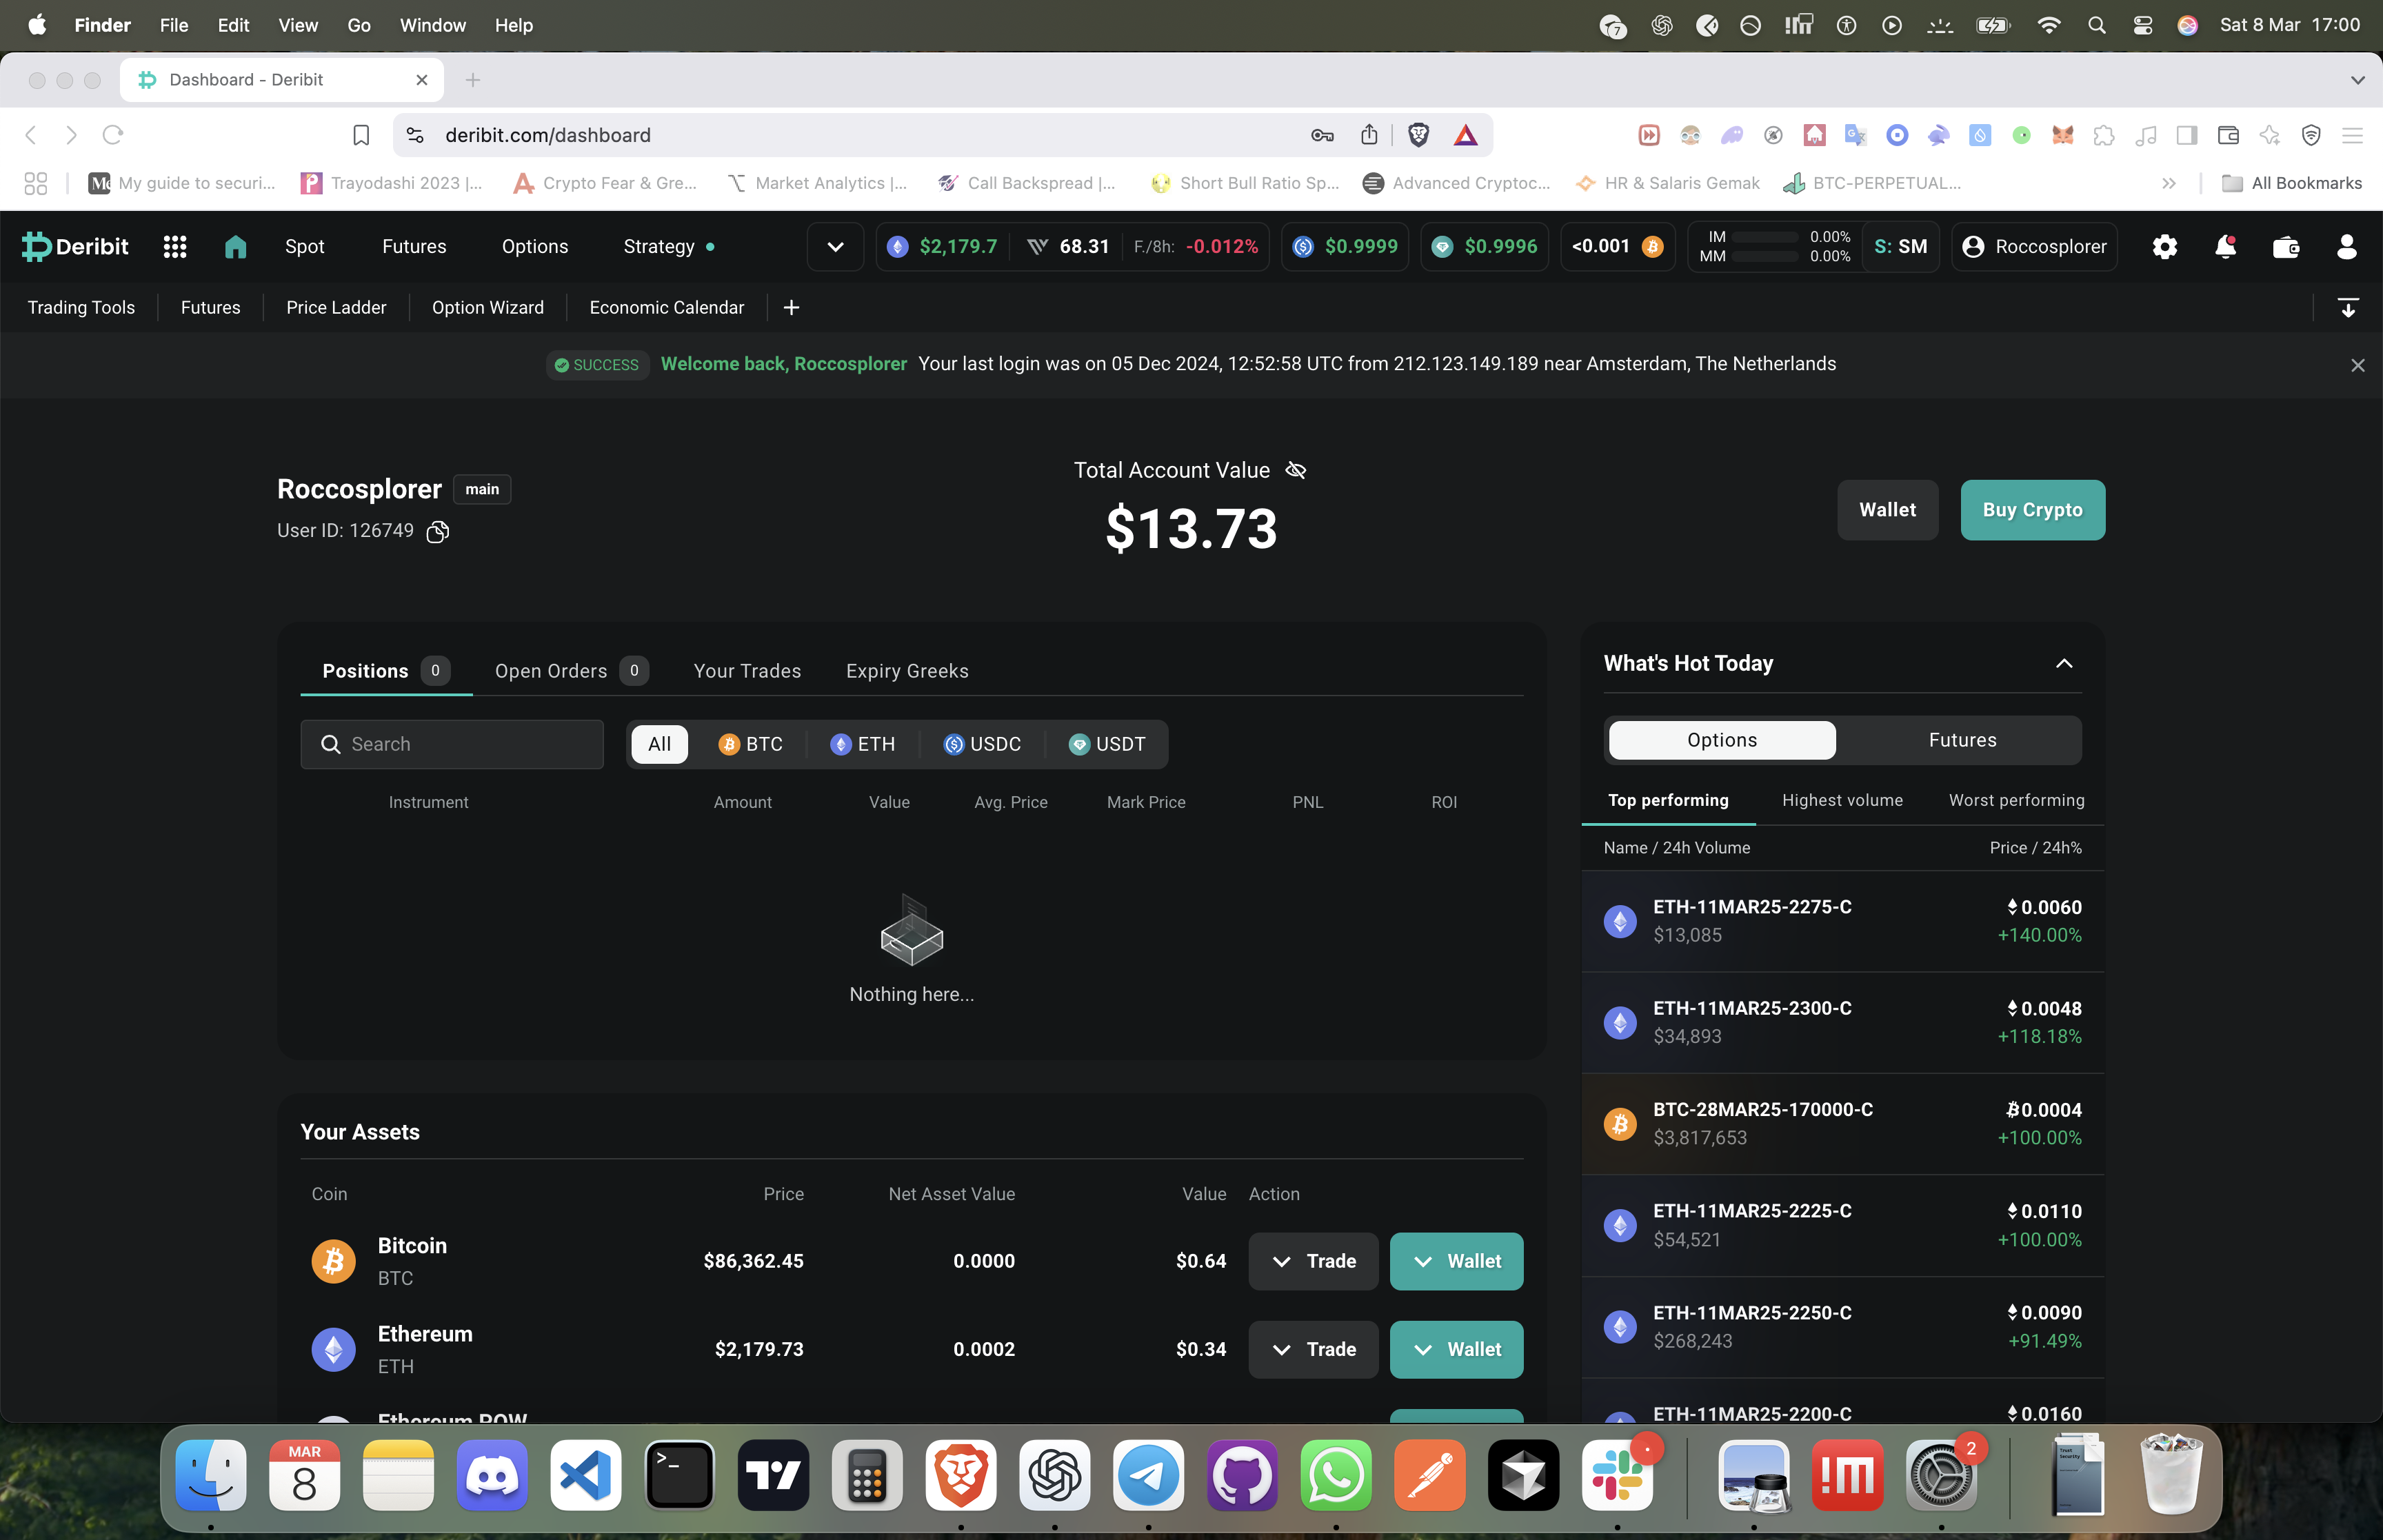 Finder File Edit View Go Window Help
7
Sat 8 Mar 17:00
Dashboard - Deribit
deribit.com/dashboard
My guide to securi...
Trayodashi 2023 |...
Crypto Fear & Gre...
Market Analytics |...
Call Backspread |...
Short Bull Ratio Sp...
Advanced Cryptoc...
HR & Salaris Gemak
BTC-PERPETUAL...
All Bookmarks
Deribit
Spot
Futures
Options
Strategy
$2,179.7
68.31
F./8h: -0.012%
$0.9999
$0.9996
<0.001
IM 0.00%
MM 0.00%
S: SM
Roccosplorer
Trading Tools
Futures
Price Ladder
Option Wizard
Economic Calendar
SUCCESS Welcome back, Roccosplorer Your last login was on 05 Dec 2024, 12:52:58 UTC from 212.123.149.189 near Amsterdam, The Netherlands
Roccosplorer main
User ID: 126749
Total Account Value
$13.73
Wallet
Buy Crypto
Positions 0
Open Orders 0
Your Trades
Expiry Greeks
Search
All
BTC
ETH
USDC
USDT
Instrument Amount Value Avg. Price Mark Price PNL ROI
Nothing here...
Your Assets
Coin Price Net Asset Value Value Action
Bitcoin
BTC
$86,362.45 0.0000 $0.64 Trade Wallet
Ethereum
ETH
$2,179.73 0.0002 $0.34 Trade Wallet
Ethereum POW
What's Hot Today
Options Futures
Top performing Highest volume Worst performing
Name / 24h Volume Price / 24h%
ETH-11MAR25-2275-C 0.0060
$13,085 +140.00%
ETH-11MAR25-2300-C 0.0048
$34,893 +118.18%
BTC-28MAR25-170000-C ₿0.0004
$3,817,653 +100.00%
ETH-11MAR25-2225-C 0.0110
$54,521 +100.00%
ETH-11MAR25-2250-C 0.0090
$268,243 +91.49%
ETH-11MAR25-2200-C 0.0160
MAR
8
>_
!m
2